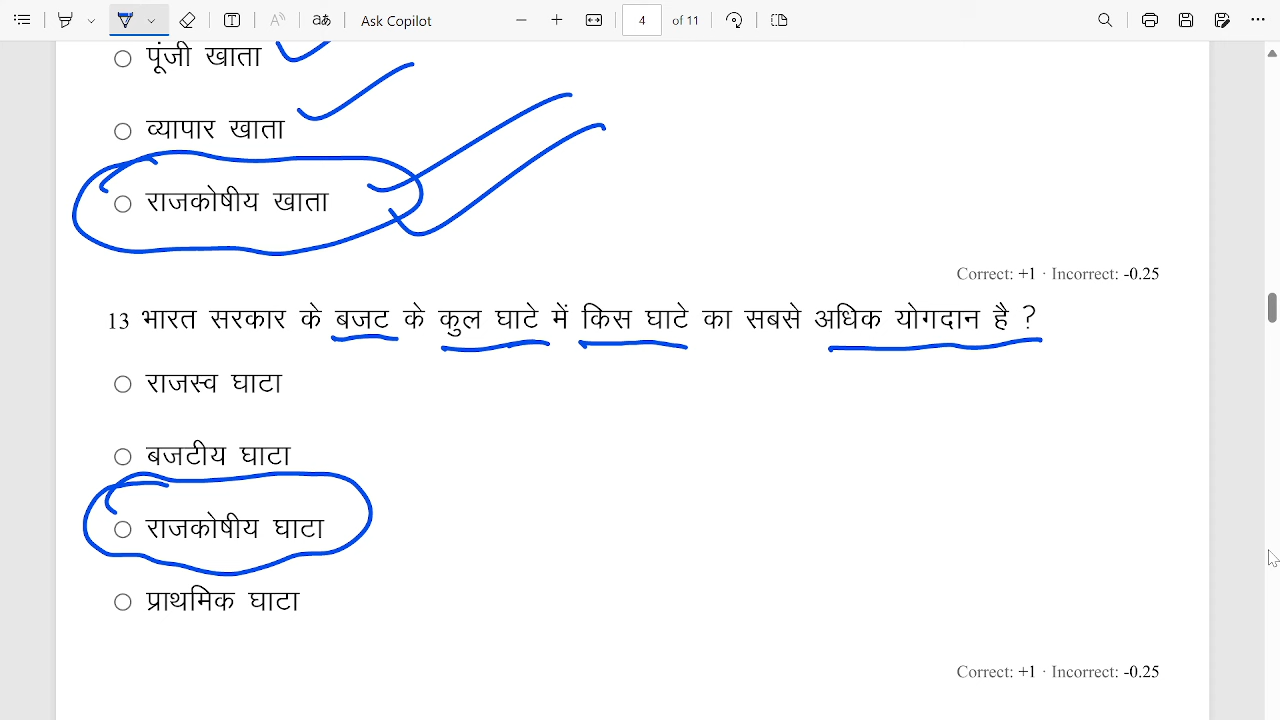 Ask Copilot
4 of 11
पूंजी खाता
व्यापार खाता
राजकोषीय खाता
Correct: +1 · Incorrect: -0.25
13 भारत सरकार के बजट के कुल घाटे में किस घाटे का सबसे अधिक योगदान है ?
राजस्व घाटा
बजटीय घाटा
राजकोषीय घाटा
प्राथमिक घाटा
Correct: +1 · Incorrect: -0.25